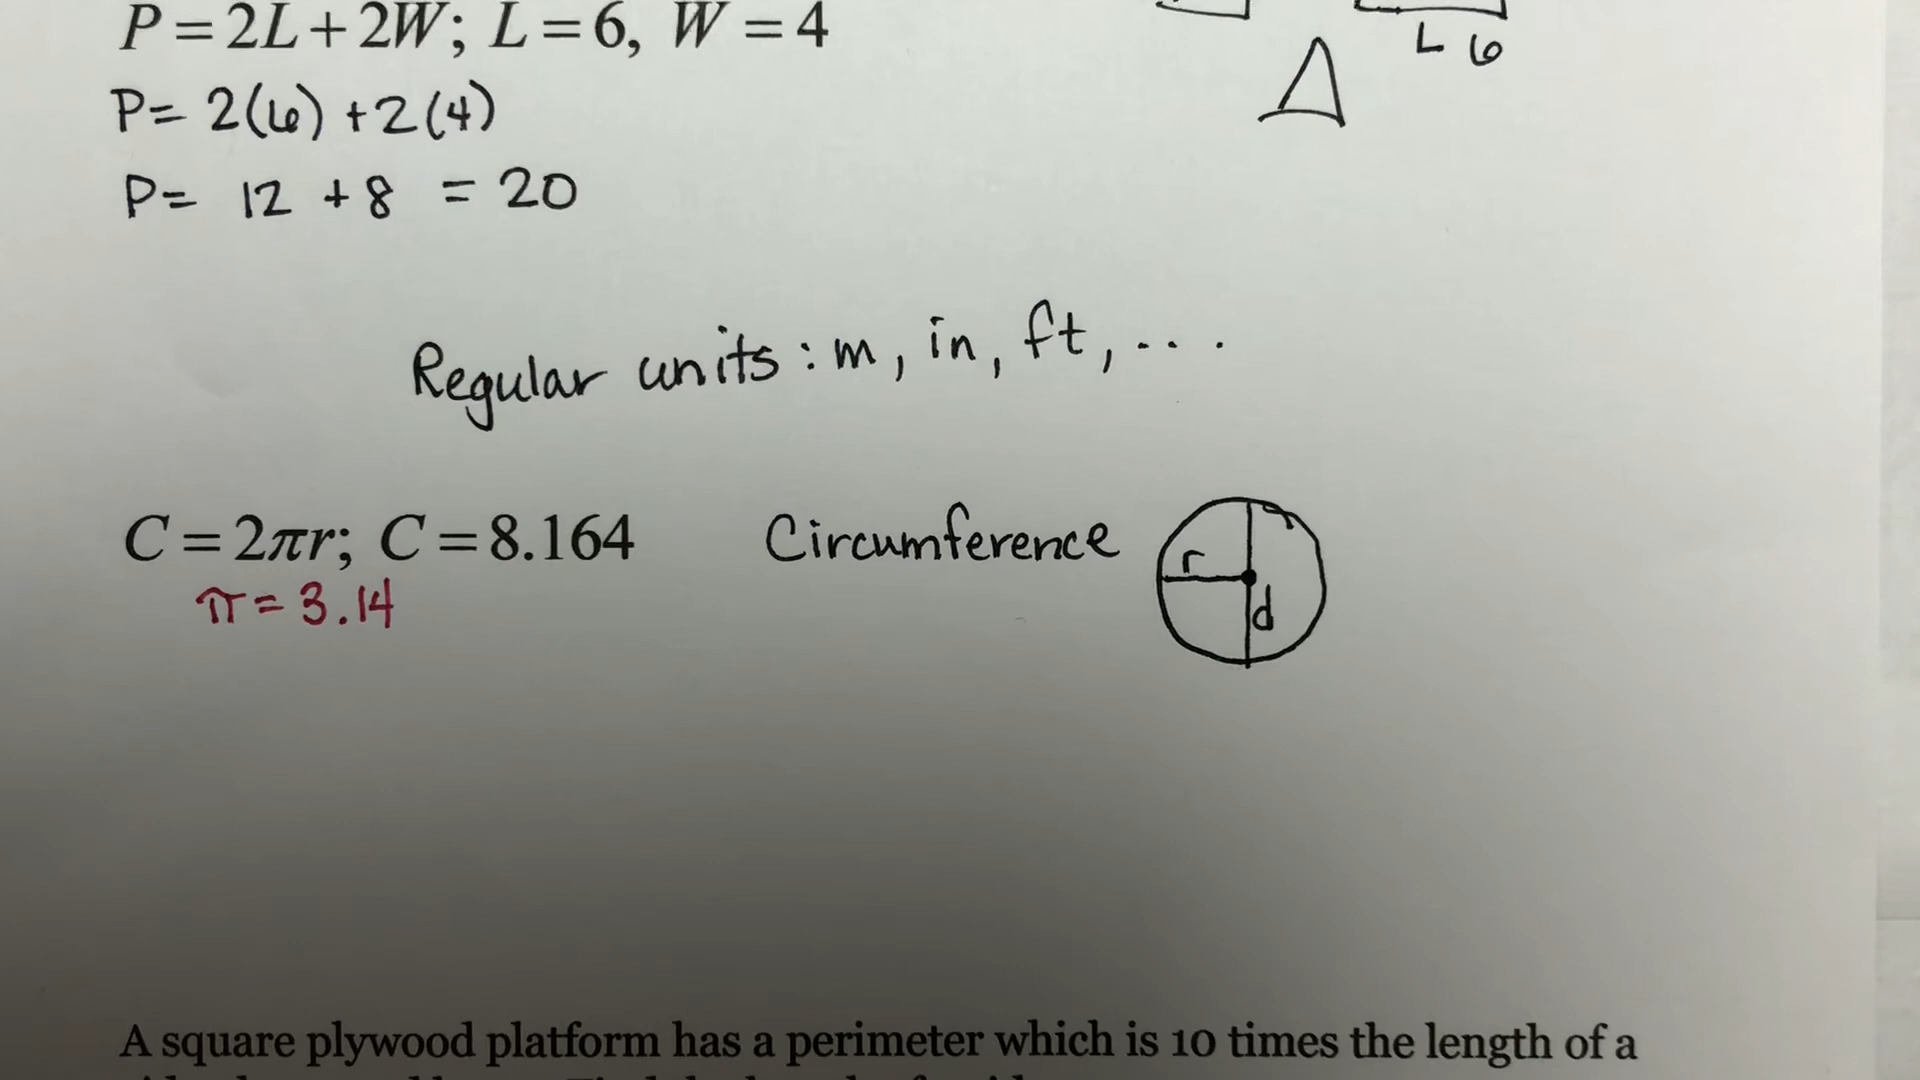 P = 2L + 2W; L = 6, W = 4
L 6
P = 2(6) + 2(4)
P = 12 + 8 = 20
Regular units: m, in, ft, ....
C = 2πr; C = 8.164 Circumference
r
d
π = 3.14
A square plywood platform has a perimeter which is 10 times the length of a